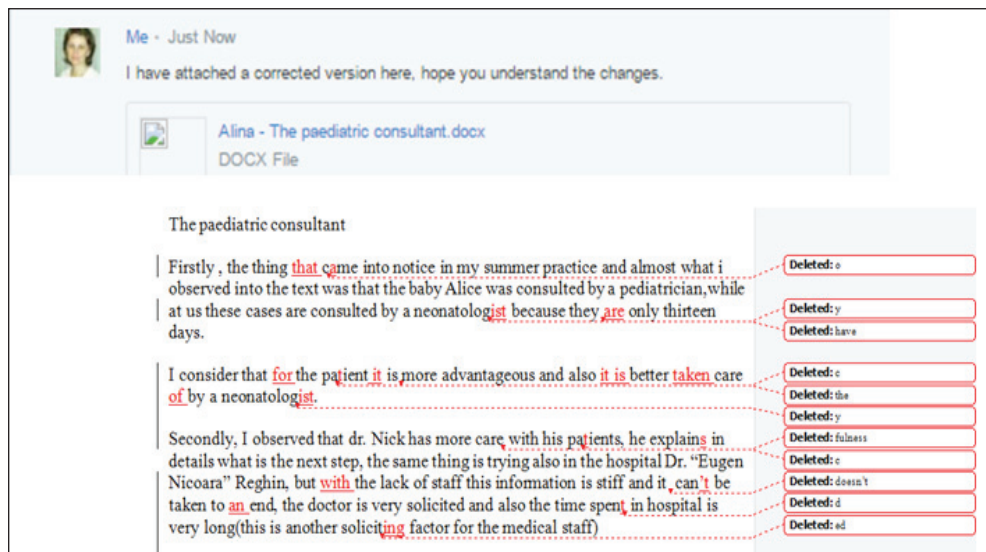 Me · Just Now
I have attached a corrected version here, hope you understand the changes.
Alina - The paediatric consultant.docx
DOCX File
The paediatric consultant
Firstly , the thing that came into notice in my summer practice and almost what i
observed into the text was that the baby Alice was consulted by a pediatrician,while
at us these cases are consulted by a neonatologist because they are only thirteen
days.
I consider that for the patient it is more advantageous and also it is better taken care
of by a neonatologist.
Secondly, I observed that dr. Nick has more care with his patients, he explains in
details what is the next step, the same thing is trying also in the hospital Dr. “Eugen
Nicoara” Reghin, but with the lack of staff this information is stiff and it can't be
taken to an end, the doctor is very solicited and also the time spent in hospital is
very long(this is another soliciting factor for the medical staff)
Deleted: o
Deleted: y
Deleted: have
Deleted: c
Deleted: the
Deleted: y
Deleted: fulness
Deleted: c
Deleted: doesn't
Deleted: d
Deleted: ed